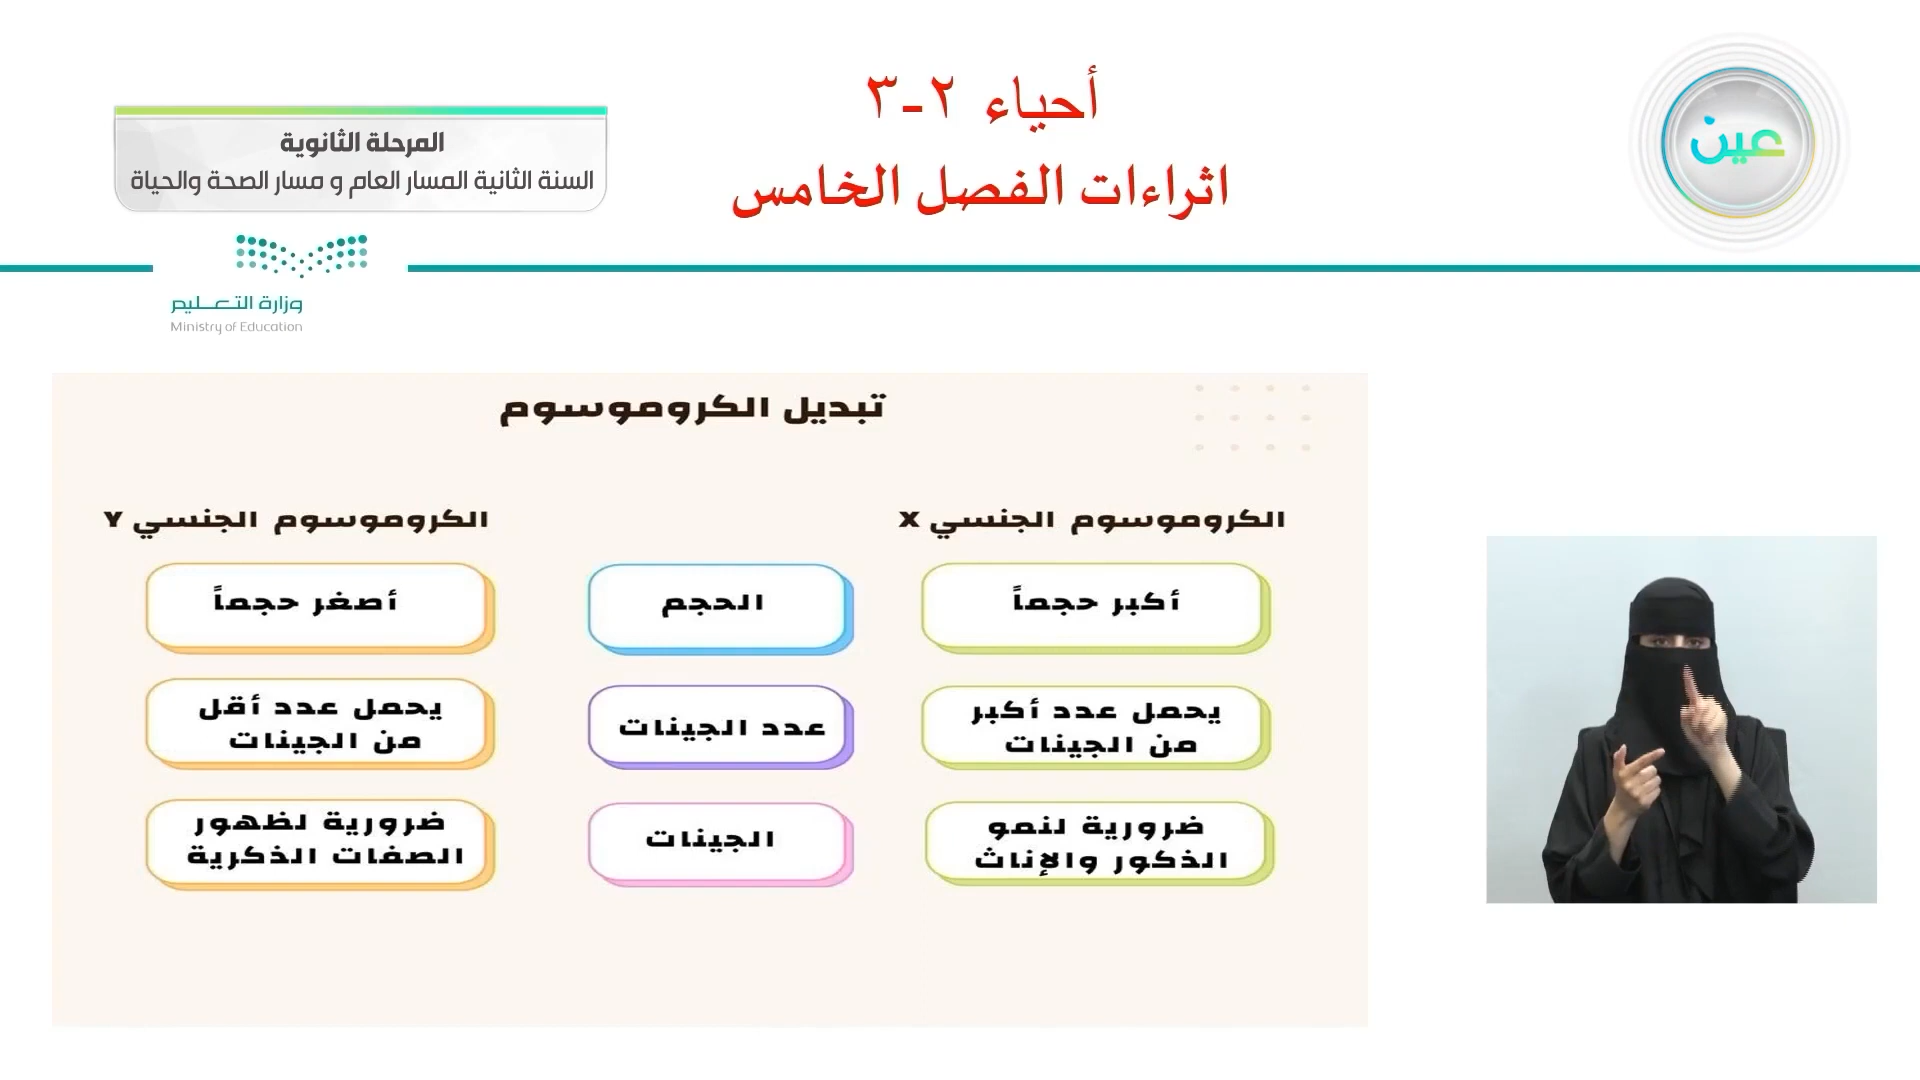 أحياء ٢-٣
اثراءات الفصل الخامس
عين
المرحلة الثانوية
السنة الثانية المسار العام و مسار الصحة والحياة
وزارة التعـليم
Ministry of Education
تبديل الكروموسوم
الكروموسوم الجنسي X
الكروموسوم الجنسي Y
أكبر حجماً
الحجم
أصغر حجماً
يحمل عدد أكبر
من الجينات
عدد الجينات
يحمل عدد أقل
من الجينات
ضرورية لنمو
الذكور والإناث
الجينات
ضرورية لظهور
الصفات الذكرية